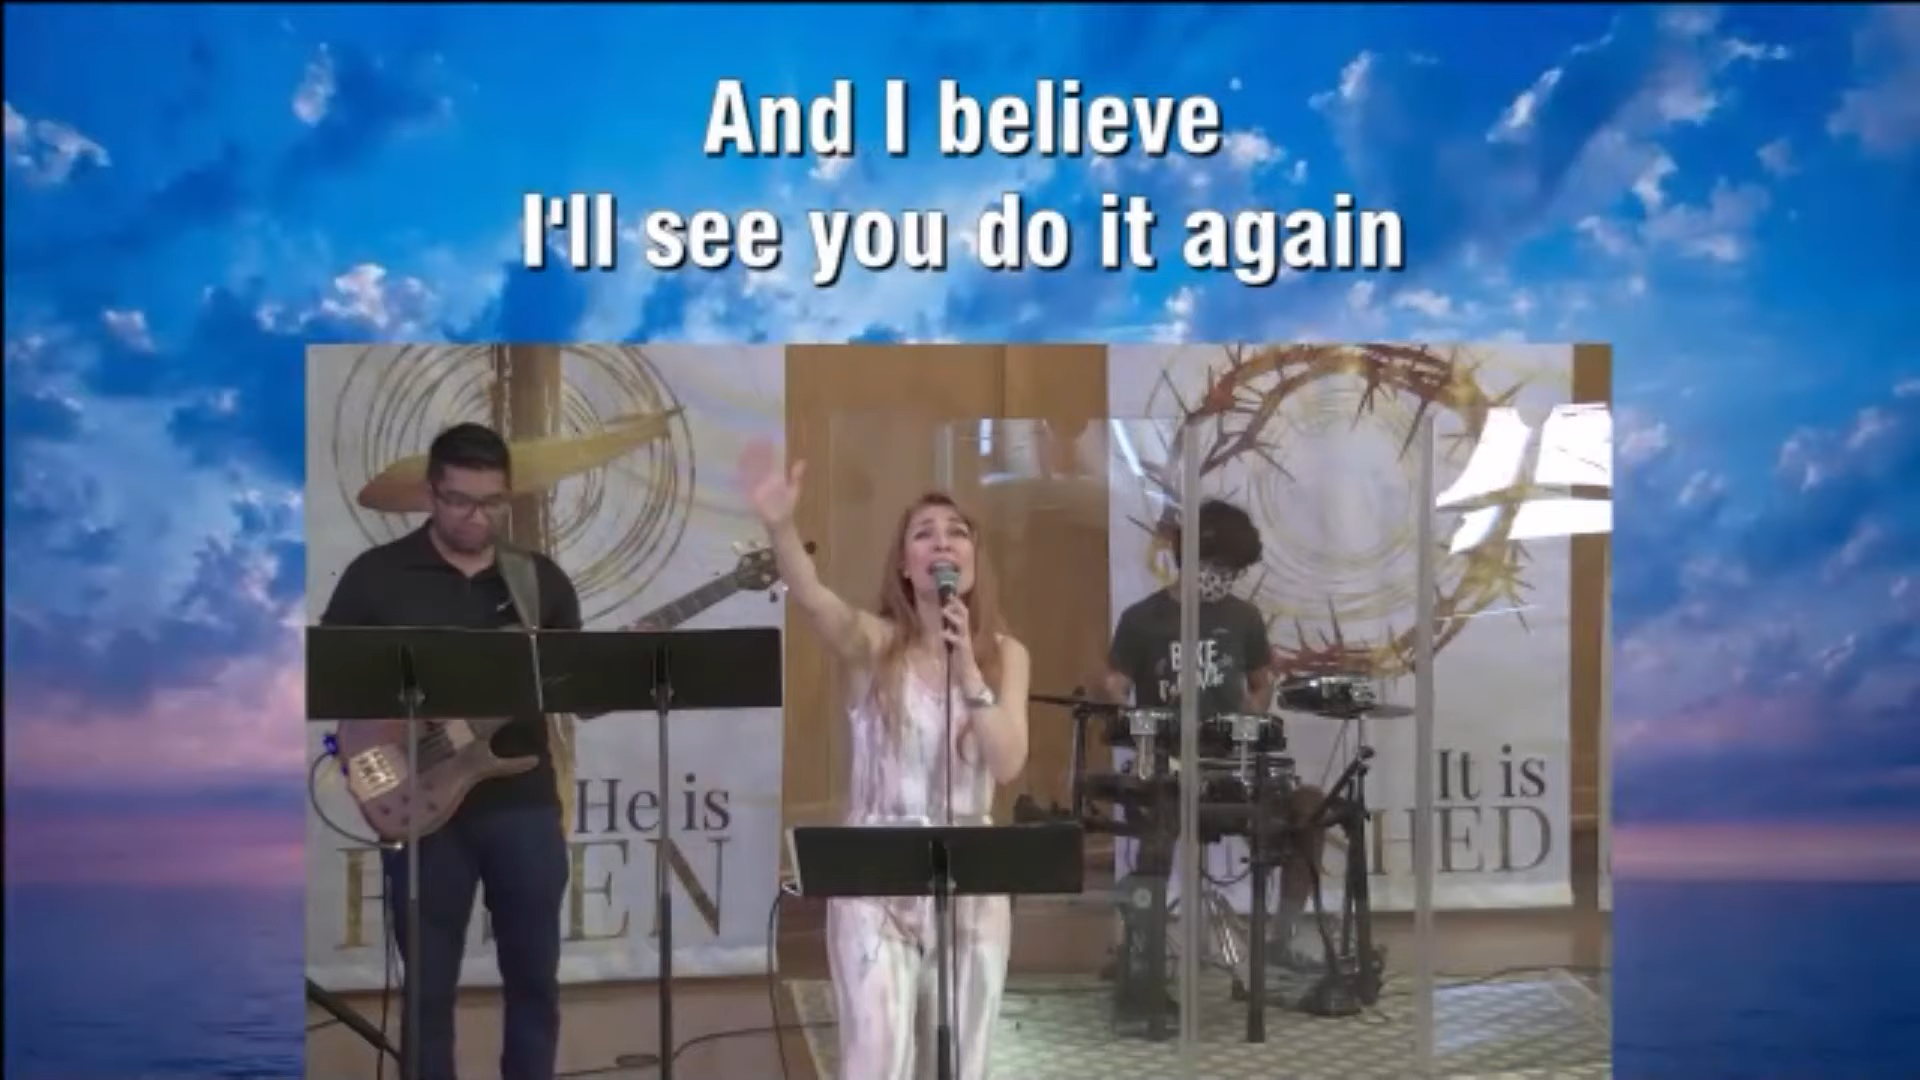 And I believe
I'll see you do it again
He is
It is